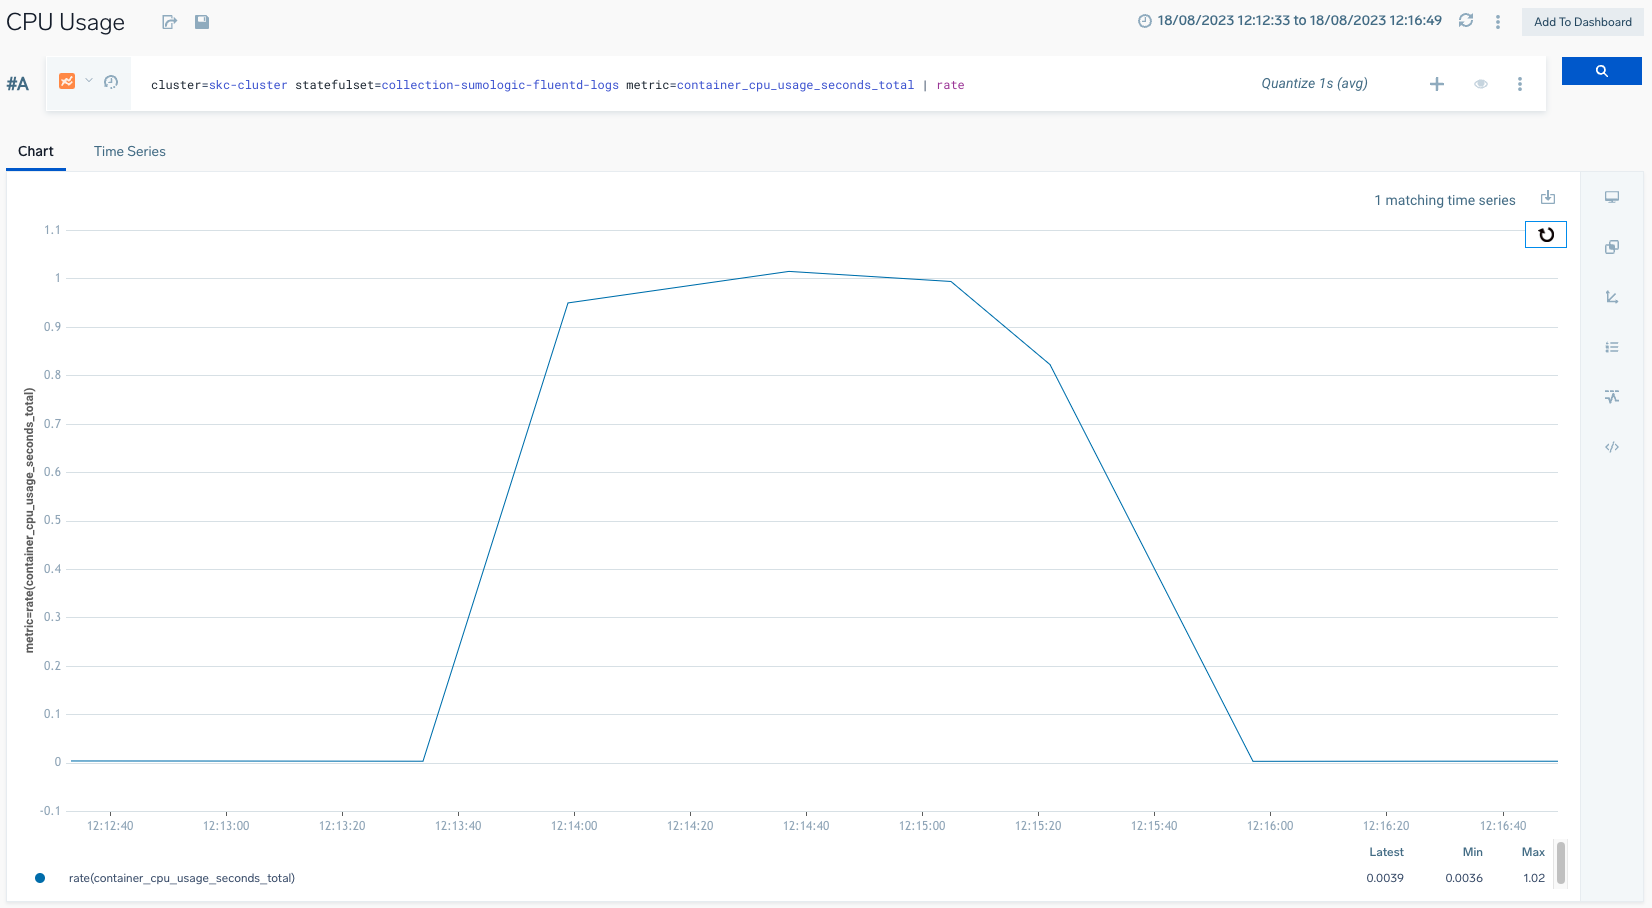 CPU Usage
18/08/2023 12:12:33 to 18/08/2023 12:16:49
Add To Dashboard
#A
cluster=skc-cluster statefulset=collection-sumologic-fluentd-logs metric=container_cpu_usage_seconds_total | rate
Quantize 1s (avg)
Chart
Time Series
1 matching time series
metric=rate(container_cpu_usage_seconds_total)
1.1
1
0.9
0.8
0.7
0.6
0.5
0.4
0.3
0.2
0.1
0
-0.1
12:12:40 12:13:00 12:13:20 12:13:40 12:14:00 12:14:20 12:14:40 12:15:00 12:15:20 12:15:40 12:16:00 12:16:20 12:16:40
Latest Min Max
rate(container_cpu_usage_seconds_total) 0.0039 0.0036 1.02